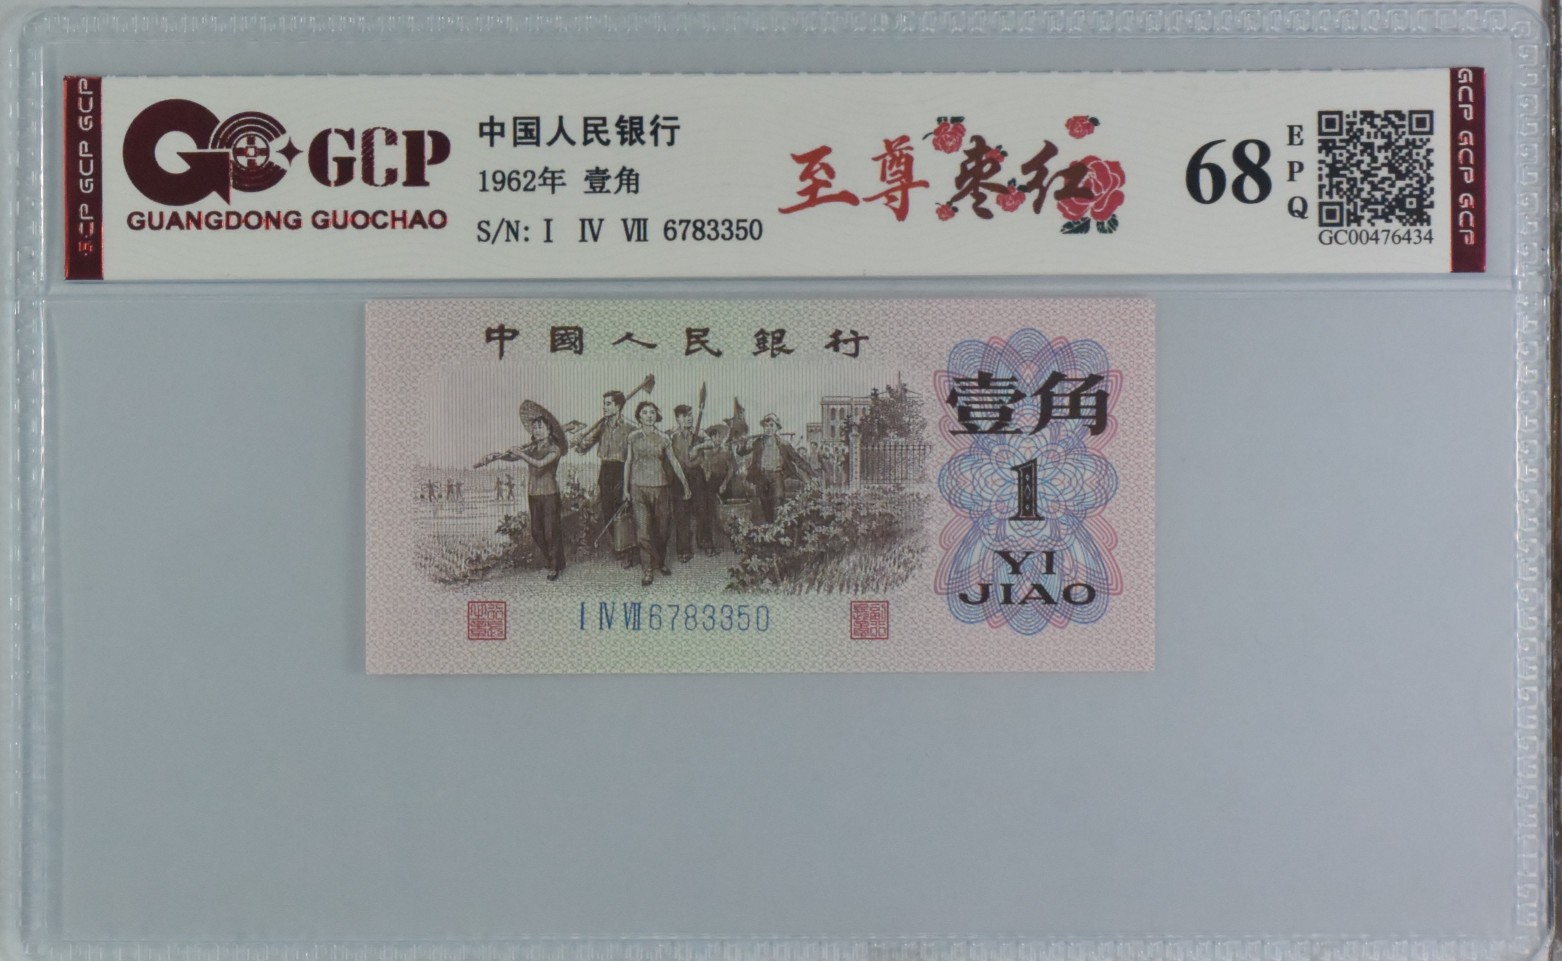 GCP
GUANGDONG GUOCHAO
中国人民银行
1962年 壹角
S/N: I IV VII 6783350
至尊枣红
68
EPQ
GC00476434
GCP GCP GCP
GCP GCP GCP
中國人民銀行
壹角
1
YI
JIAO
I IV VII 6783350